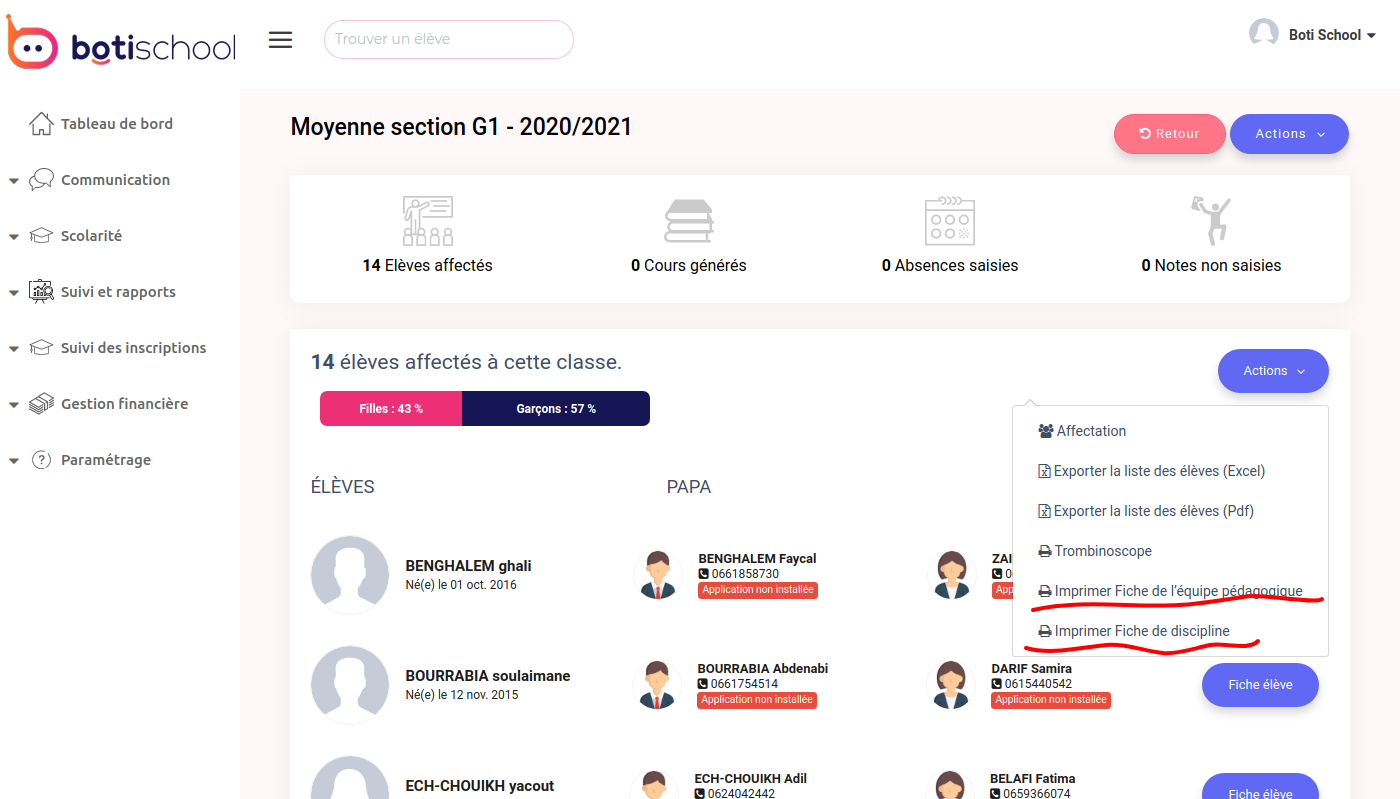 botischool
Trouver un élève
Boti School
Tableau de bord
Communication
Scolarité
Suivi et rapports
Suivi des inscriptions
Gestion financière
Paramétrage
Moyenne section G1 - 2020/2021
Retour
Actions
14 Elèves affectés
0 Cours générés
0 Absences saisies
0 Notes non saisies
14 élèves affectés à cette classe.
Actions
Filles : 43 %
Garçons : 57 %
Affectation
Exporter la liste des élèves (Excel)
Exporter la liste des élèves (Pdf)
Trombinoscope
Imprimer Fiche de l'équipe pédagogique
Imprimer Fiche de discipline
ÉLÈVES
PAPA
BENGHALEM ghali
Né(e) le 01 oct. 2016
BENGHALEM Faycal
0661858730
Application non installée
BOURRABIA soulaimane
Né(e) le 12 nov. 2015
BOURRABIA Abdenabi
0661754514
Application non installée
DARIF Samira
0615440542
Application non installée
Fiche élève
ECH-CHOUIKH yacout
ECH-CHOUIKH Adil
0624042442
BELAFI Fatima
0659366074
Fiche élève